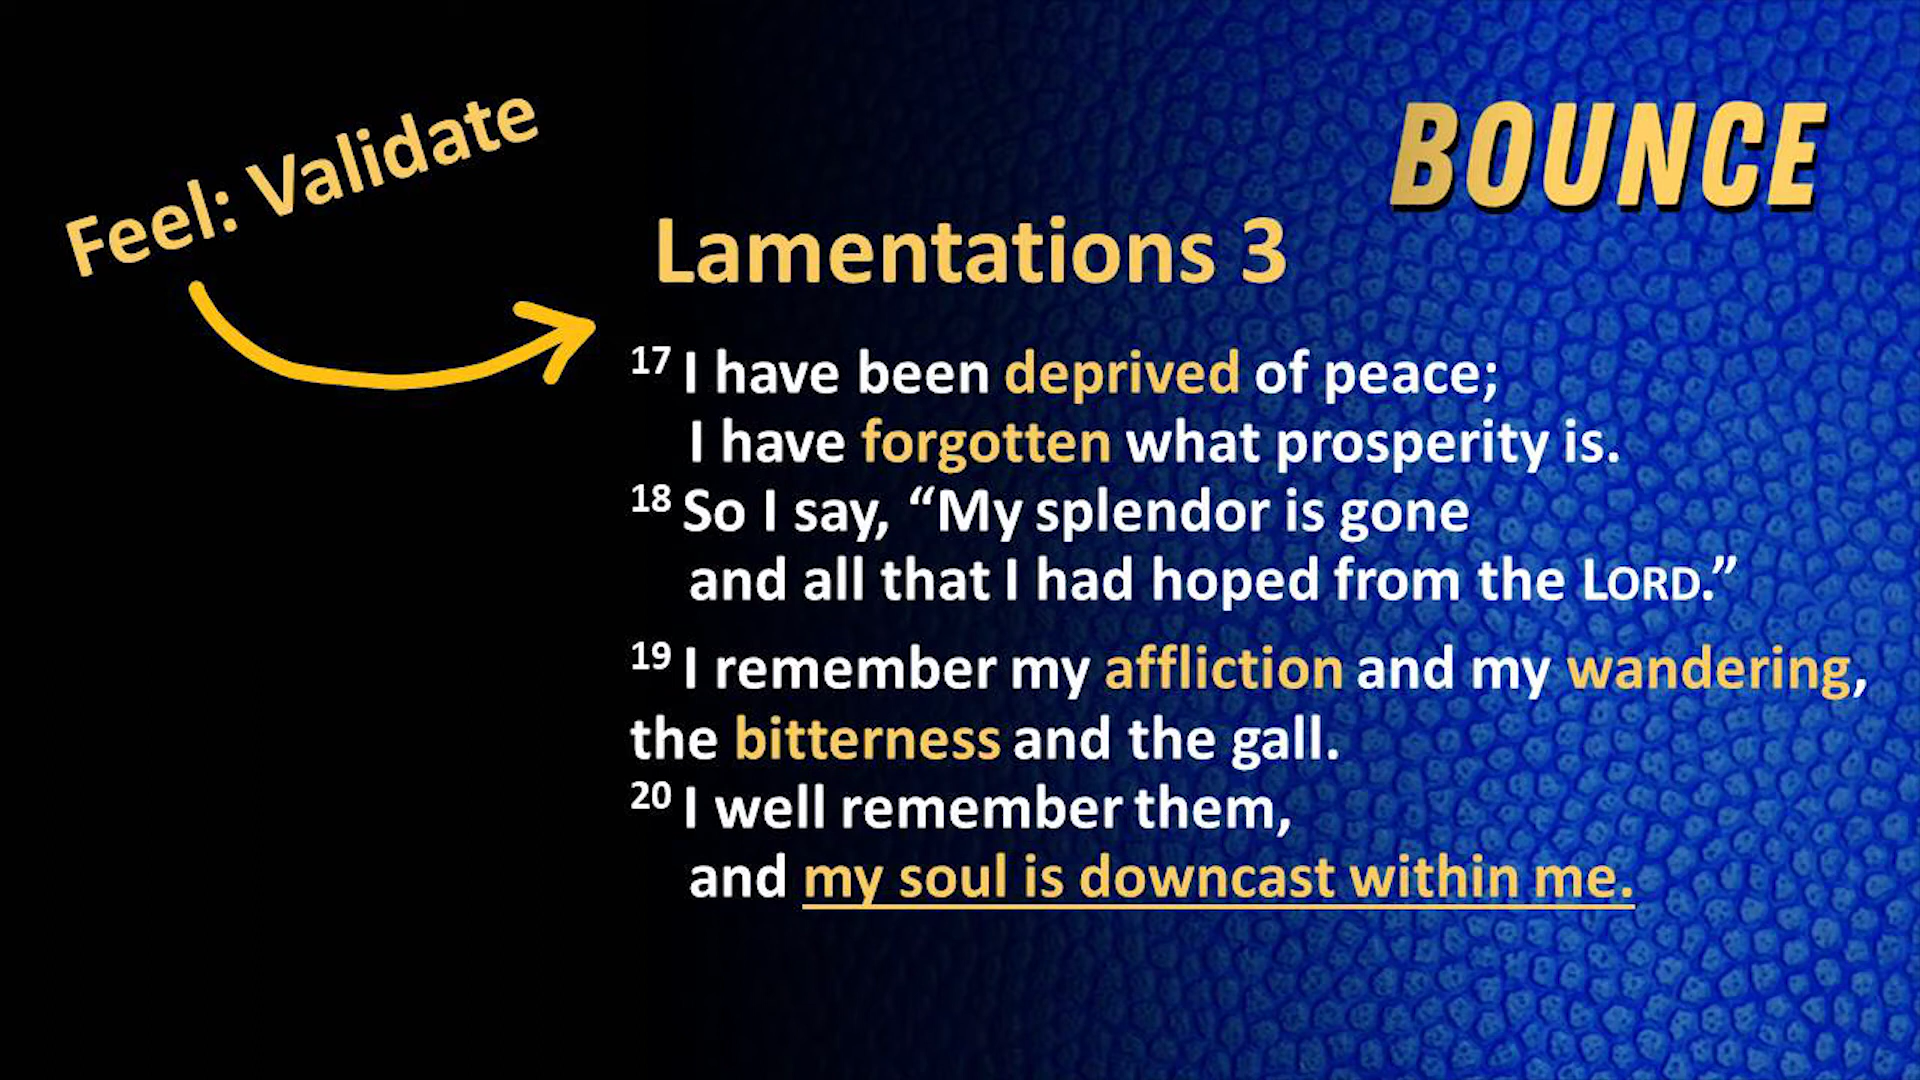 Feel: Validate
BOUNCE
Lamentations 3
17 I have been deprived of peace;
I have forgotten what prosperity is.
18 So I say, “My splendor is gone
and all that I had hoped from the LORD.”
19 I remember my affliction and my wandering,
the bitterness and the gall.
20 I well remember them,
and my soul is downcast within me.